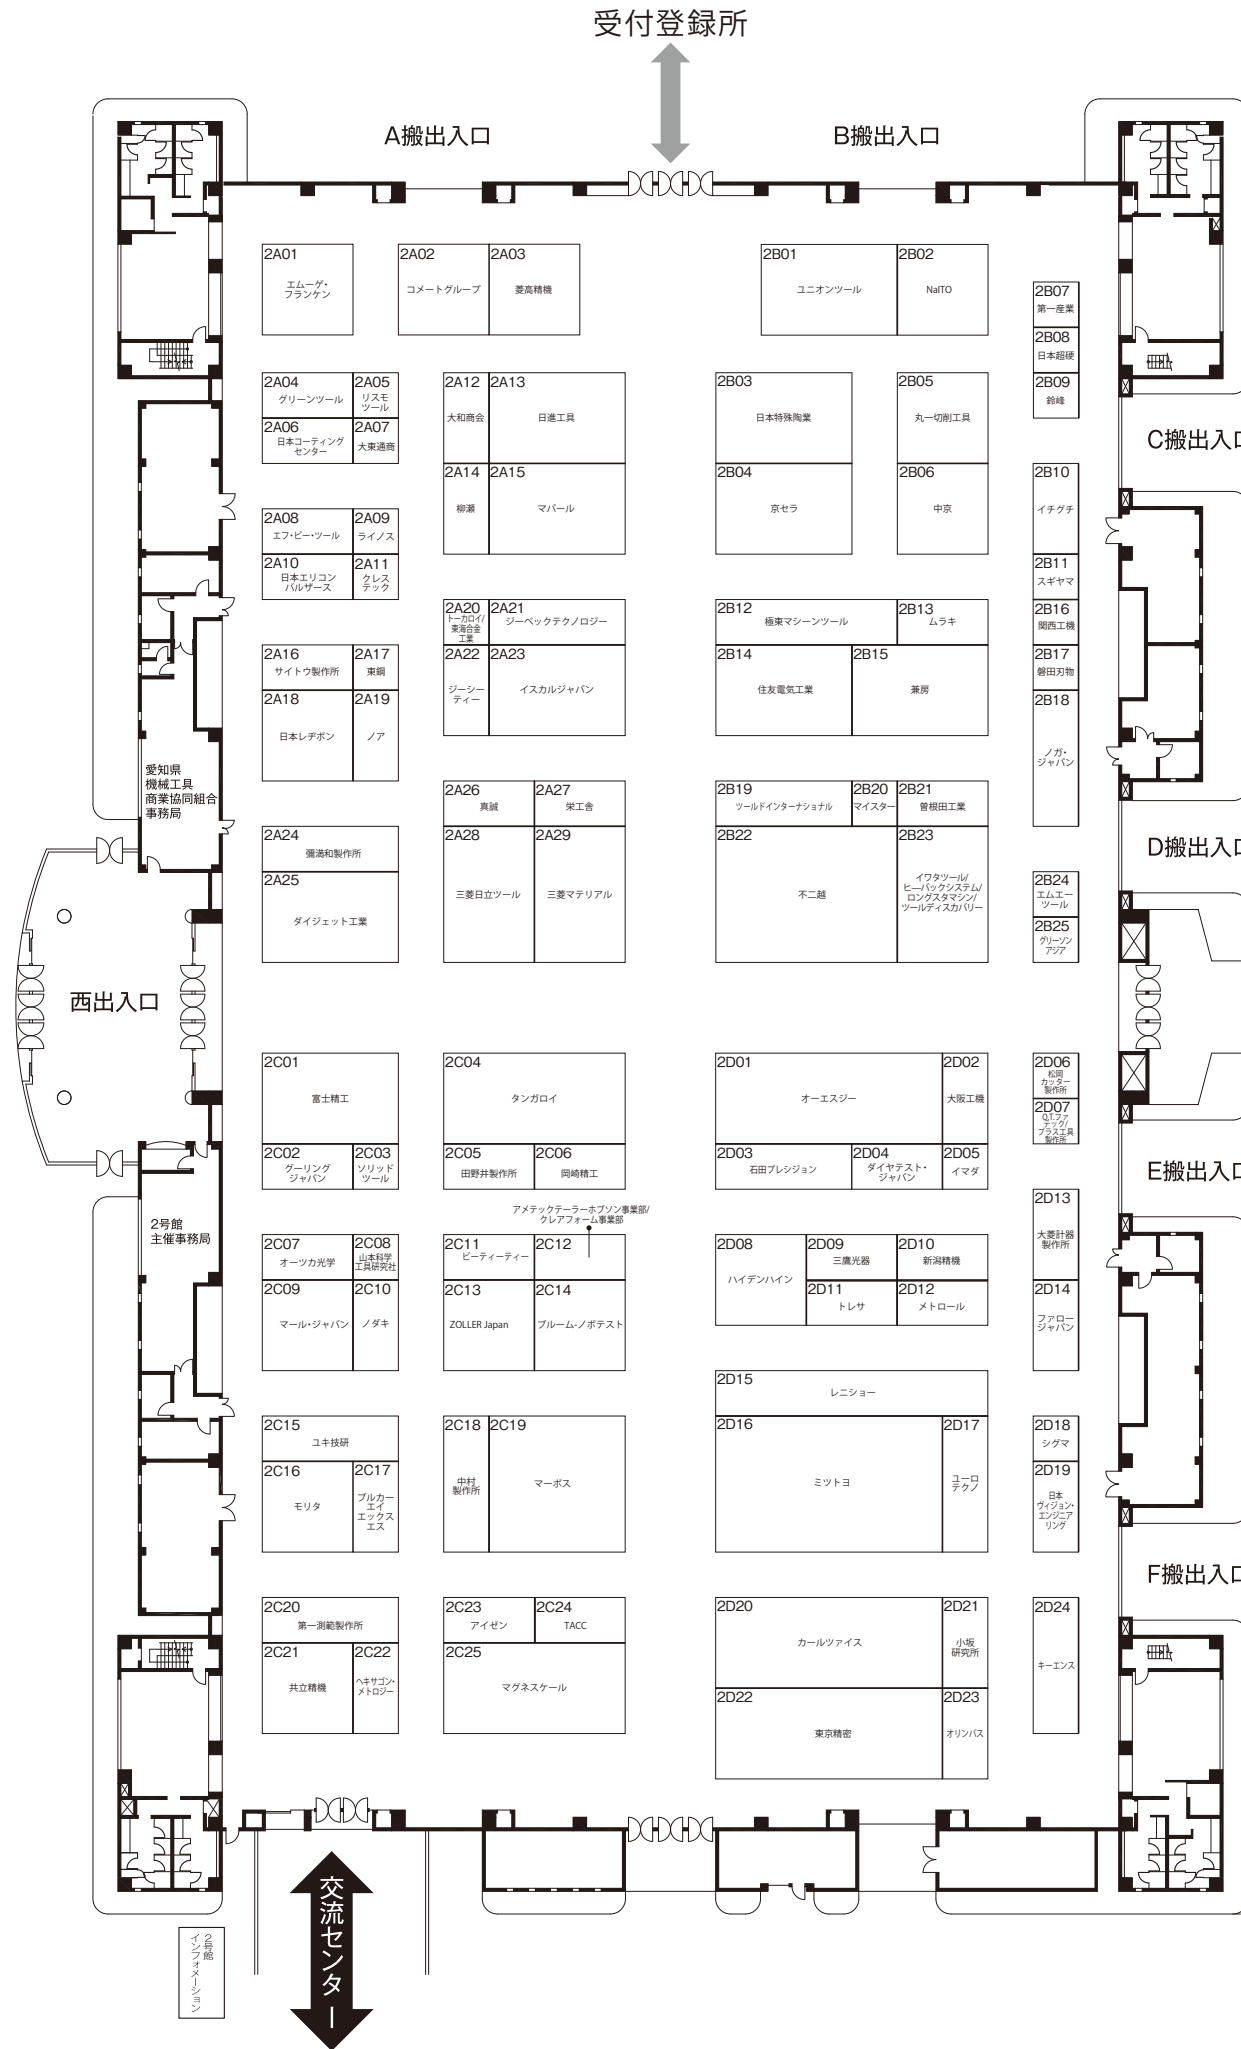 受付登録所
A搬出入口
B搬出入口
2A01
エムーゲ・
フランケン
2A02
コメートグループ
2A03
菱高精機
2B01
ユニオンツール
2B02
NaITO
2B07
第一産業
2B08
日本超硬
2B09
鈴峰
2A04
グリーンツール
2A05
リスモ
ツール
2A06
日本コーティング
センター
2A07
大東通商
2A12
大和商会
2A13
日進工具
2A14
柳瀬
2A15
マパール
2B03
日本特殊陶業
2B05
丸一切削工具
2B04
京セラ
2B06
中京
C搬出入口
2B10
イチグチ
2B11
スギヤマ
2B16
関西工機
2B17
磐田刃物
2B18
ノガ・
ジャパン
2A08
エフ・ピー・ツール
2A09
ライノス
2A10
日本エリコン
バルザース
2A11
クレス
テック
2A20
トーカロイ/
東海合金
工業
2A21
ジーベックテクノロジー
2A22
ジーシー
ティー
2A23
イスカルジャパン
2B12
極東マシーンツール
2B13
ムラキ
2B14
住友電気工業
2B15
兼房
2A16
サイトウ製作所
2A17
東鋼
2A18
日本レヂボン
2A19
ノア
愛知県
機械工具
商業協同組合
事務局
2A26
真誠
2A27
栄工舎
2A28
三菱日立ツール
2A29
三菱マテリアル
2B19
ツールドインターナショナル
2B20
マイスター
2B21
曽根田工業
2B22
不二越
2B23
イワタツール/
ヒーバックシステム/
ロングスタマシン/
ツールディスカバリー
D搬出入口
2A24
彌満和製作所
2A25
ダイジェット工業
2B24
エムエー
ツール
2B25
グリーソン
アジア
西出入口
2C01
富士精工
2C02
グーリング
ジャパン
2C03
ソリッド
ツール
2C04
タンガロイ
2C05
田野井製作所
2C06
岡崎精工
2D01
オーエスジー
2D02
大阪工機
2D03
石田プレシジョン
2D04
ダイヤテスト・
ジャパン
2D05
イマダ
2D06
松岡
カッター
製作所
2D07
Q.T.ファ
テック/
プラス工具
製作所
E搬出入口
2号館
主催事務局
アメテックテーラーホブソン事業部/
クレアフォーム事業部
2C07
オーツカ光学
2C08
山本科学
工具研究社
2C09
マール・ジャパン
2C10
ノダキ
2C11
ビーティーティー
2C12
2C13
ZOLLER Japan
2C14
ブルーム-ノボテスト
2D08
ハイデンハイン
2D09
三鷹光器
2D10
新潟精機
2D11
トレサ
2D12
メトロール
2D13
大菱計器
製作所
2D14
ファロー
ジャパン
2C15
ユキ技研
2C16
モリタ
2C17
ブルカー
エイ
エックス
エス
2C18
中村
製作所
2C19
マーポス
2D15
レニショー
2D16
ミツトヨ
2D17
ユーロ
テクノ
2D18
シグマ
2D19
日本
ヴィジョン・
エンジニア
リング
F搬出入口
2C20
第一測範製作所
2C21
共立精機
2C22
ヘキサゴン・
メトロジー
2C23
アイゼン
2C24
TACC
2C25
マグネスケール
2D20
カールツァイス
2D21
小坂
研究所
2D22
東京精密
2D23
オリンパス
2D24
キーエンス
交流センター
2号館
インフォメーション